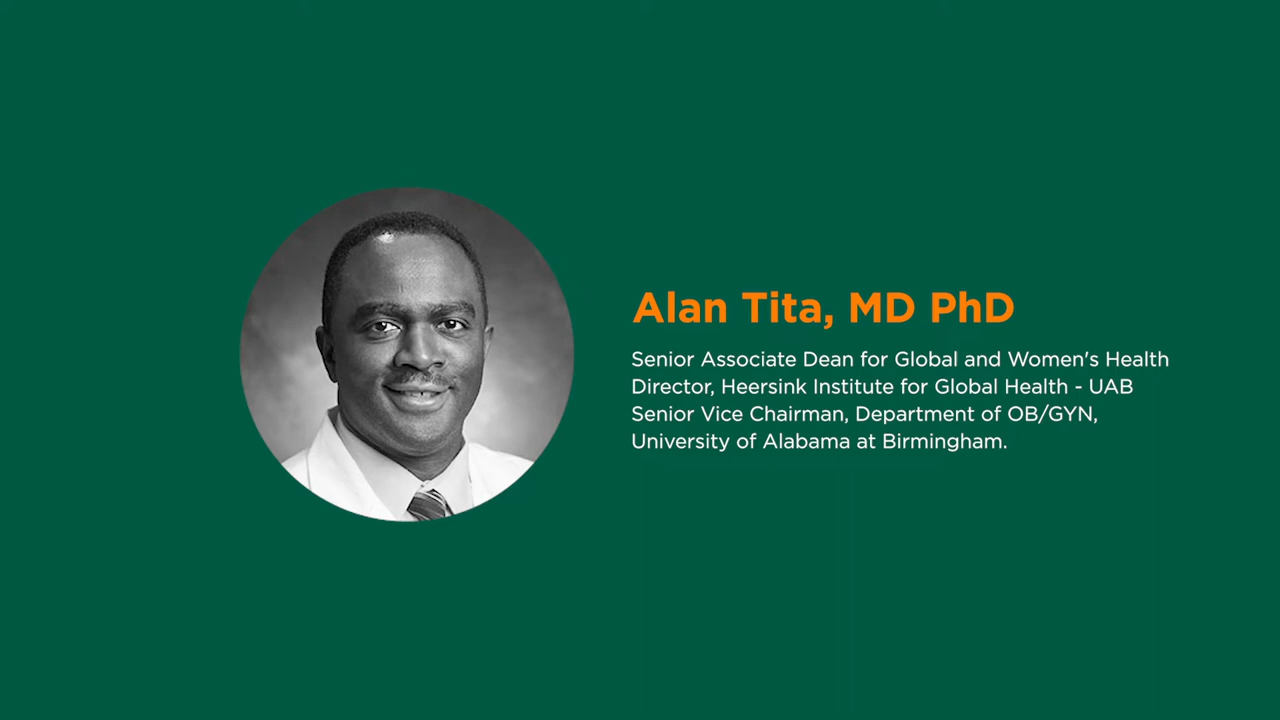 Alan Tita, MD PhD
Senior Associate Dean for Global and Women's Health
Director, Heersink Institute for Global Health - UAB
Senior Vice Chairman, Department of OB/GYN,
University of Alabama at Birmingham.